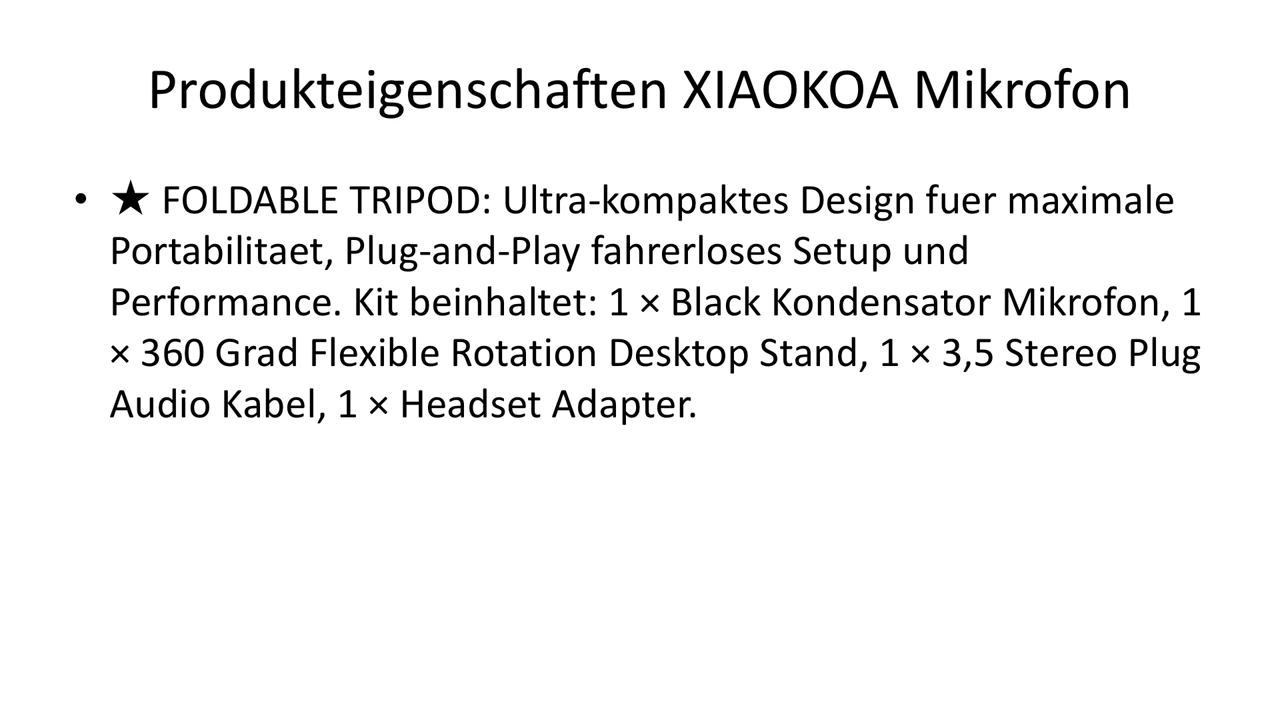 Produkteigenschaften XIAOKOA Mikrofon
• ★ FOLDABLE TRIPOD: Ultra-kompaktes Design fuer maximale
Portabilitaet, Plug-and-Play fahrerloses Setup und
Performance. Kit beinhaltet: 1 × Black Kondensator Mikrofon, 1
× 360 Grad Flexible Rotation Desktop Stand, 1 × 3,5 Stereo Plug
Audio Kabel, 1 × Headset Adapter.